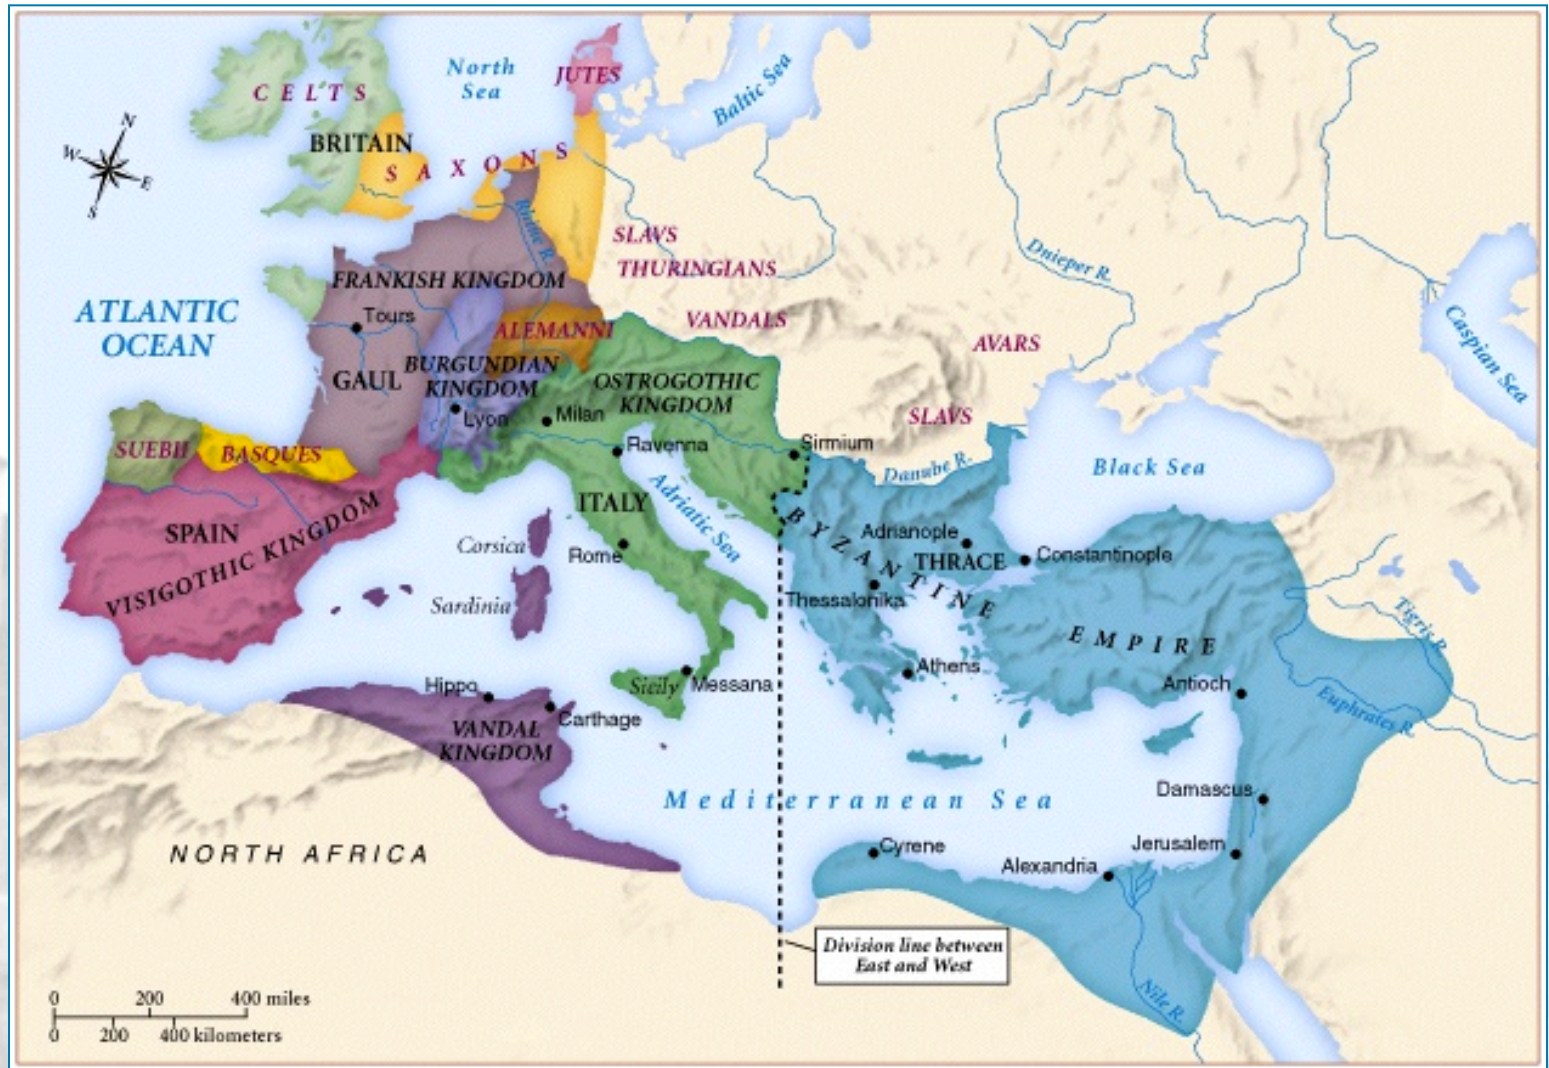 North
Sea
JUTES
Baltic Sea
CELTS
N
W
E
S
BRITAIN
SAXONS
Rhine R.
SLAVS
THURINGIANS
Dnieper R.
FRANKISH KINGDOM
ATLANTIC
OCEAN
Tours
ALEMANNI
VANDALS
AVARS
Caspian Sea
GAUL
BURGUNDIAN
KINGDOM
OSTROGOTHIC
KINGDOM
Lyon
Milan
SLAVS
SUEBII
BASQUES
Ravenna
Sirmium
Danube R.
Black Sea
SPAIN
VISIGOTHIC KINGDOM
ITALY
Adriatic Sea
Corsica
Rome
BYZANTINE
EMPIRE
Adrianople
THRACE
Constantinople
Sardinia
Thessalonika
Tigris R.
Athens
Antioch
Euphrates R.
Hippo
Sicily
Messana
Carthage
VANDAL
KINGDOM
Mediterranean Sea
Damascus
NORTH AFRICA
Cyrene
Alexandria
Jerusalem
Division line between
East and West
Nile R.
0 200 400 miles
0 200 400 kilometers